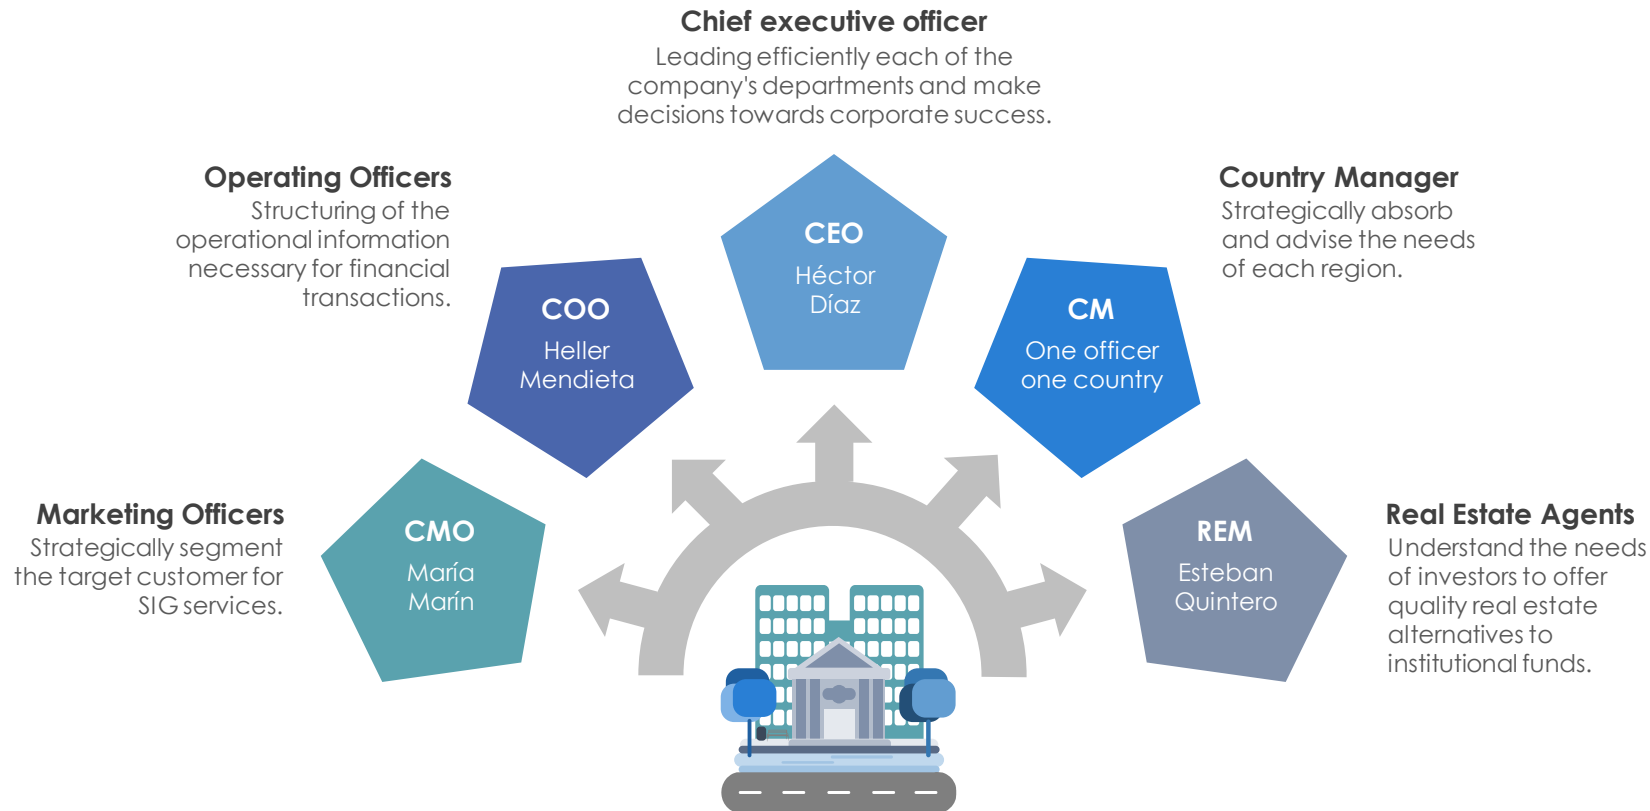 Chief executive officer
Leading efficiently each of the
company's departments and make
decisions towards corporate success.
Operating Officers
Structuring of the
operational information
necessary for financial
transactions.
Country Manager
Strategically absorb
and advise the needs
of each region.
CEO
Héctor
Díaz
COO
Heller
Mendieta
CM
One officer
one country
Marketing Officers
Strategically segment
the target customer for
SIG services.
CMO
María
Marín
REM
Esteban
Quintero
Real Estate Agents
Understand the needs
of investors to offer
quality real estate
alternatives to
institutional funds.